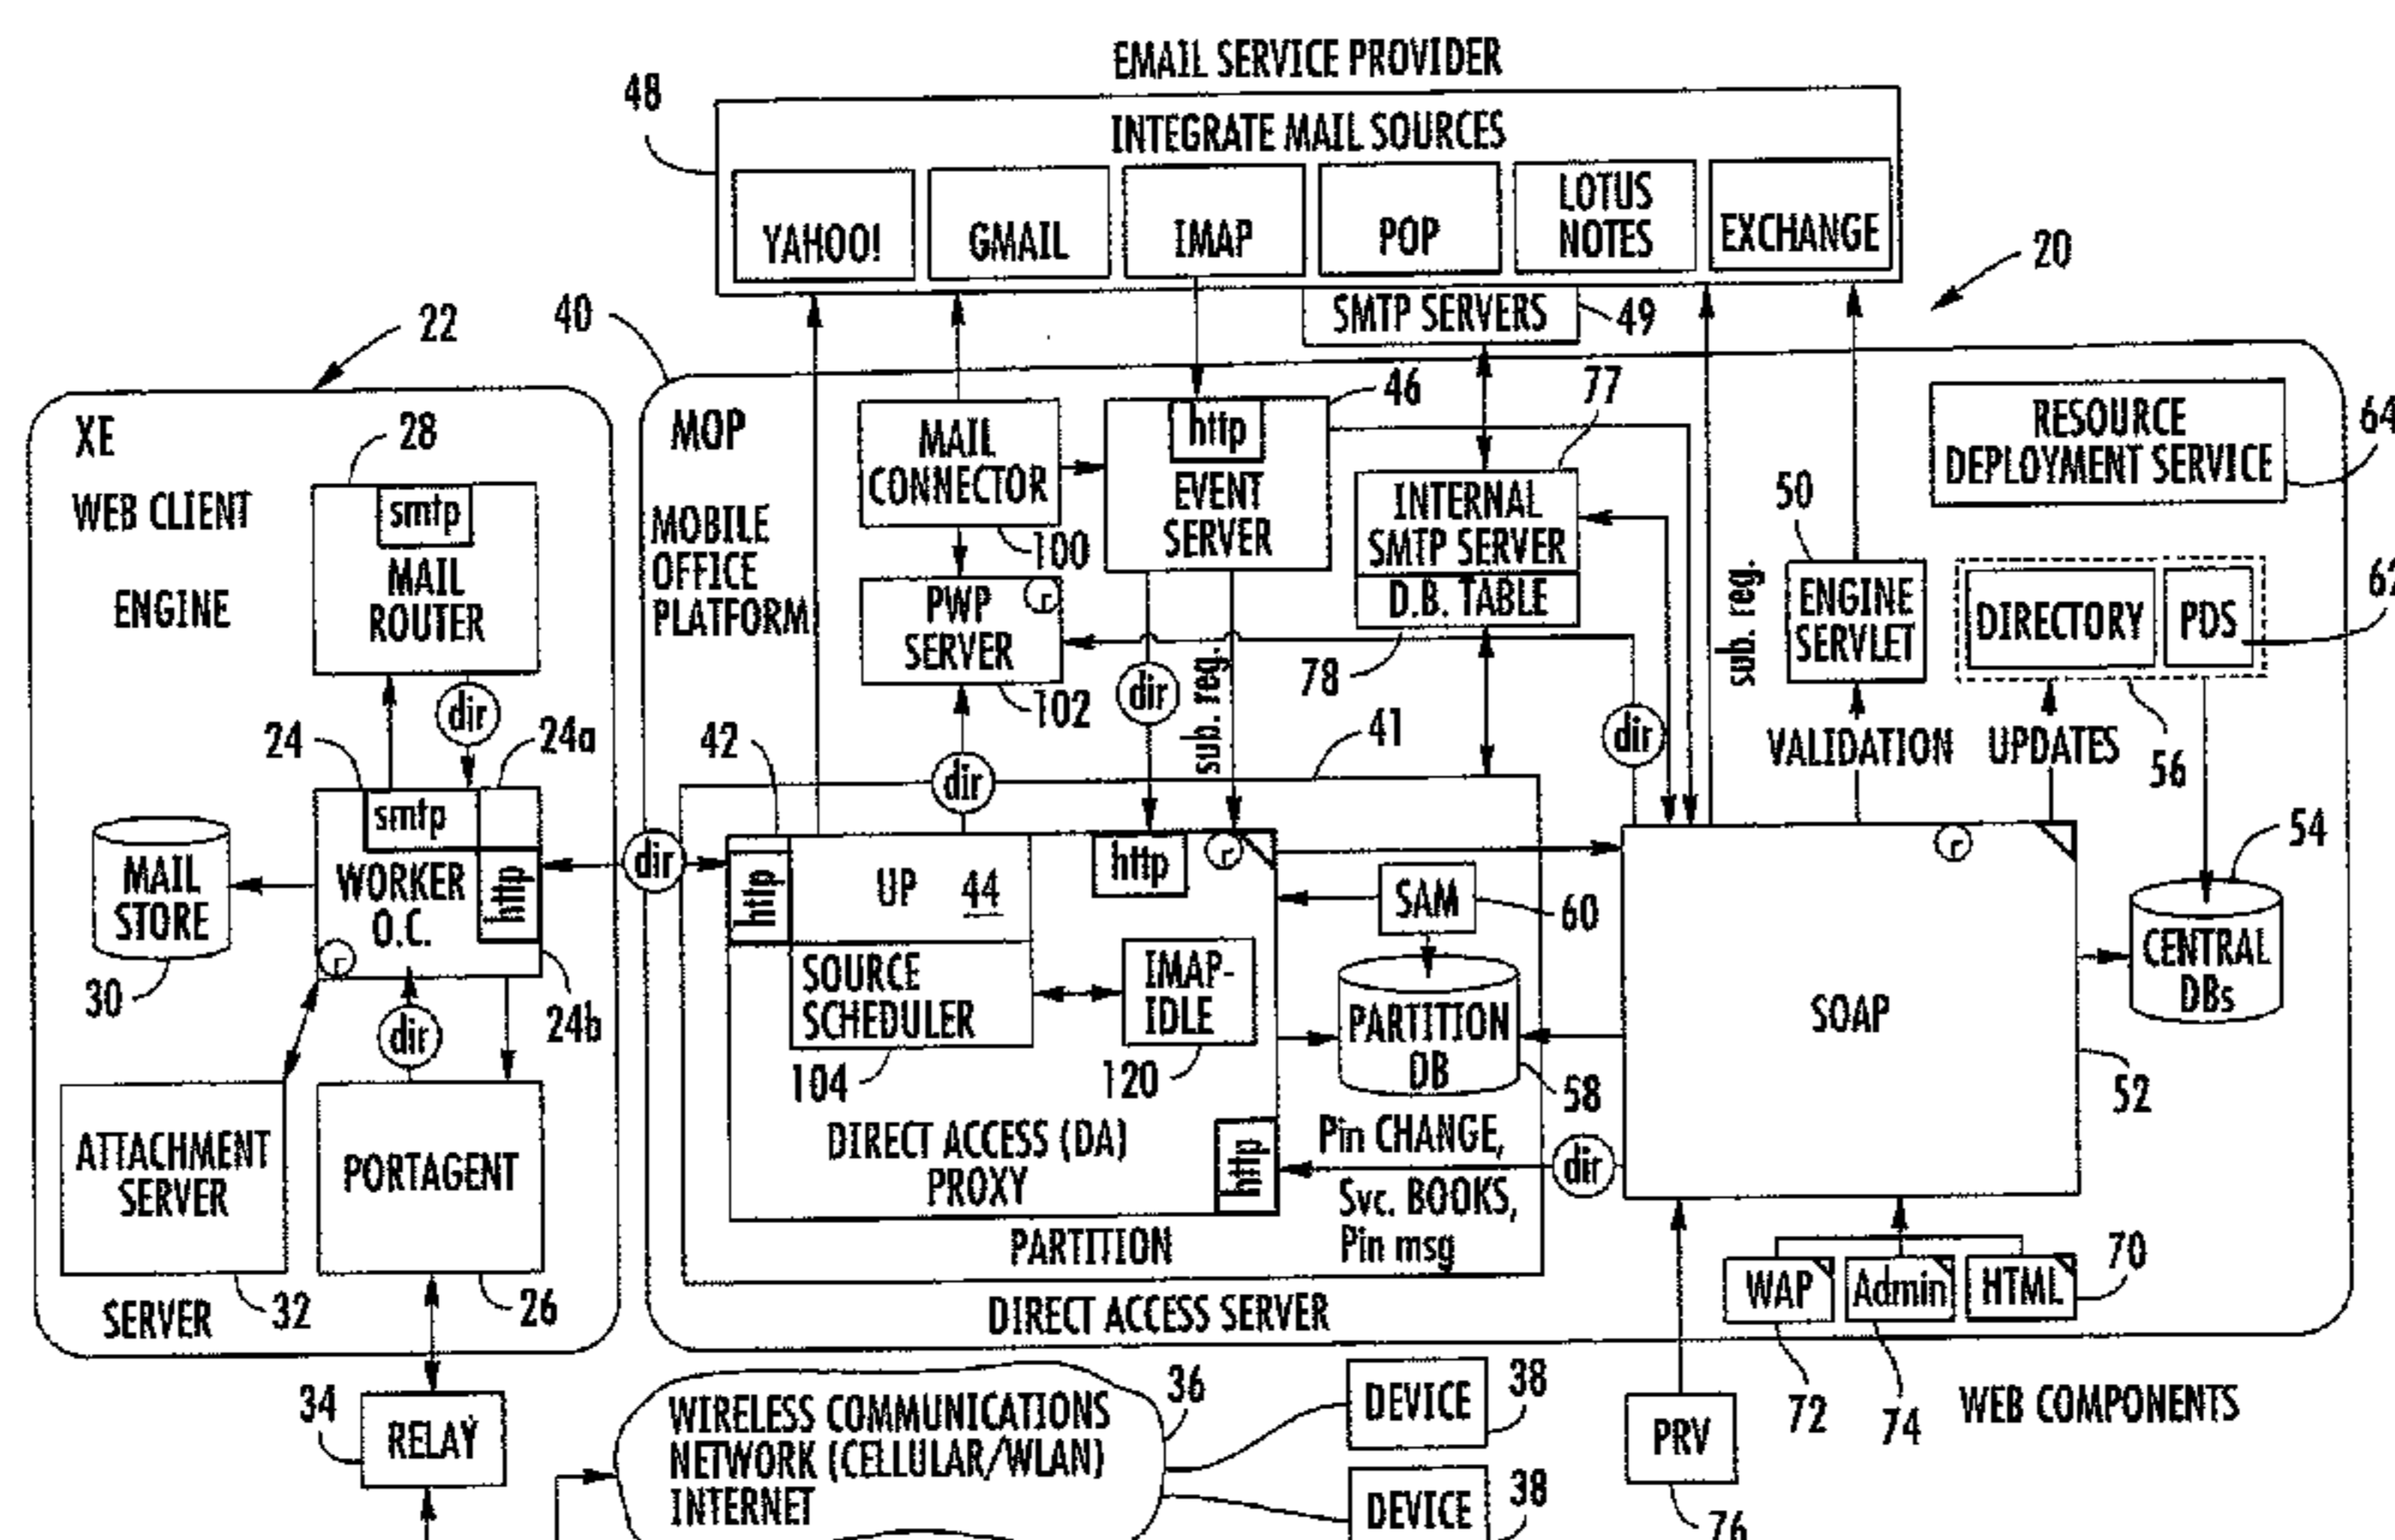 EMAIL SERVICE PROVIDER
48
INTEGRATE MAIL SOURCES
YAHOO!
GMAIL
IMAP
POP
LOTUS
NOTES
EXCHANGE
20
SMTP SERVERS
49
22
40
XE
WEB CLIENT
ENGINE
28
smtp
MAIL
ROUTER
dir
24
24a
smtp
http
WORKER
O.C.
r
24b
MAIL
STORE
30
dir
ATTACHMENT
SERVER
32
PORTAGENT
26
SERVER
34
RELAY
MOP
MOBILE
OFFICE
PLATFORM
MAIL
CONNECTOR
100
http
EVENT
SERVER
46
77
INTERNAL
SMTP SERVER
D.B. TABLE
78
PWP
SERVER
r
102
dir
sub. reg.
dir
dir
sub. reg.
50
ENGINE
SERVLET
RESOURCE
DEPLOYMENT SERVICE
64
DIRECTORY
PDS
VALIDATION
UPDATES
56
54
CENTRAL
DBs
42
41
dir
http
UP
44
http
r
SOURCE
SCHEDULER
104
IMAP-
IDLE
120
SAM
60
PARTITION
DB
58
DIRECT ACCESS (DA)
PROXY
http
Pin CHANGE,
dir
Svc. BOOKS,
Pin msg
PARTITION
DIRECT ACCESS SERVER
r
SOAP
52
WAP
Admin
HTML
70
72
74
WEB COMPONENTS
PRV
76
WIRELESS COMMUNICATIONS
NETWORK (CELLULAR/WLAN)
INTERNET
36
DEVICE
38
DEVICE
38